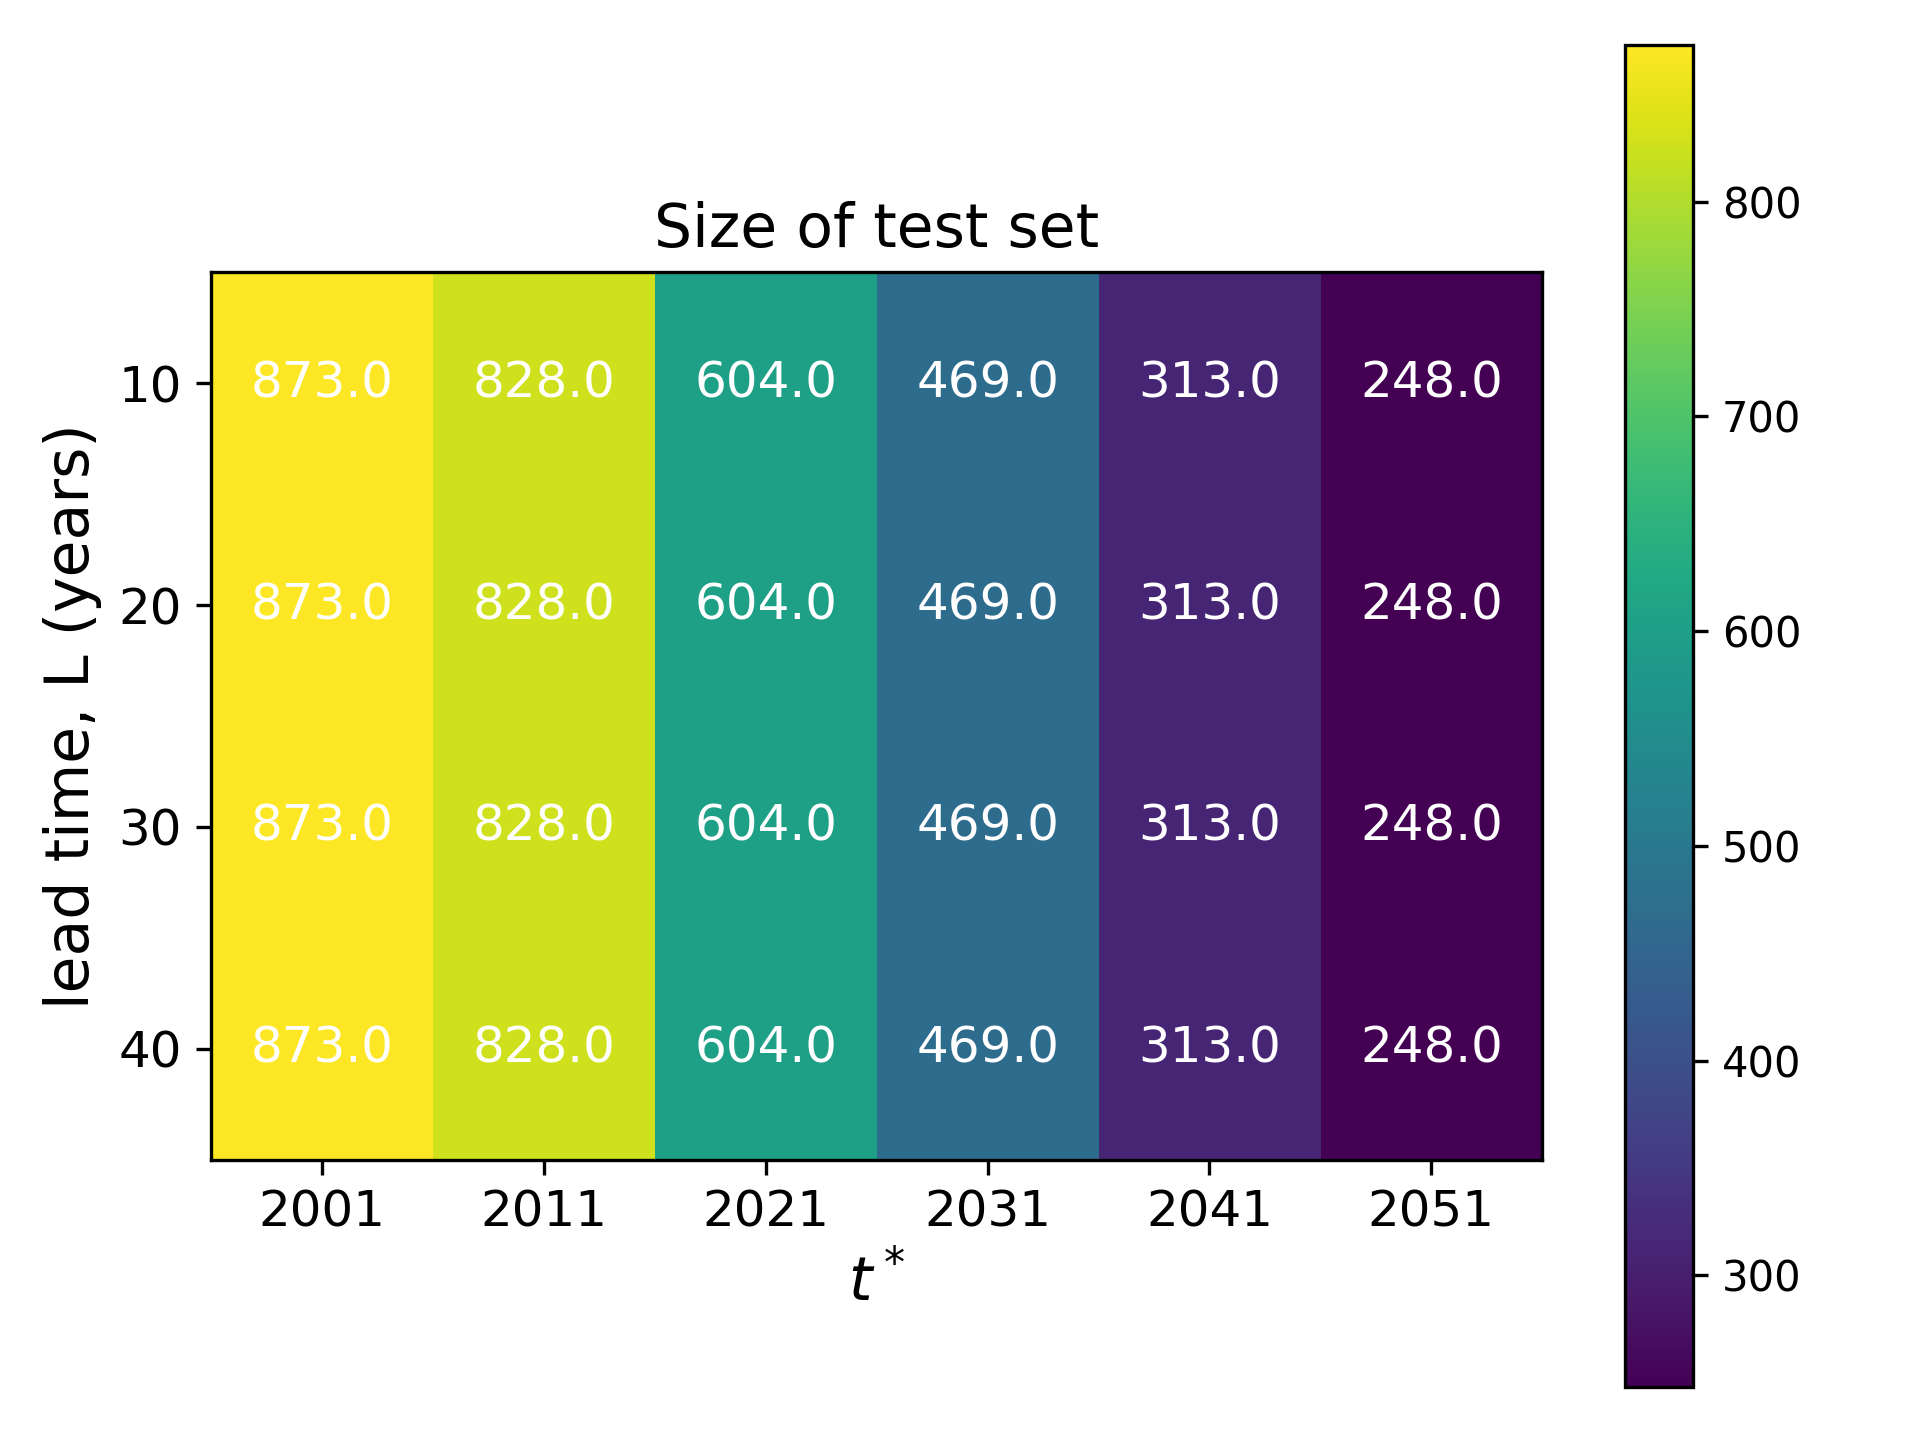 Size of test set
lead time, L (years)
10 873.0 828.0 604.0 469.0 313.0 248.0
20 873.0 828.0 604.0 469.0 313.0 248.0
30 873.0 828.0 604.0 469.0 313.0 248.0
40 873.0 828.0 604.0 469.0 313.0 248.0
2001 2011 2021 2031 2041 2051
t*
800
700
600
500
400
300